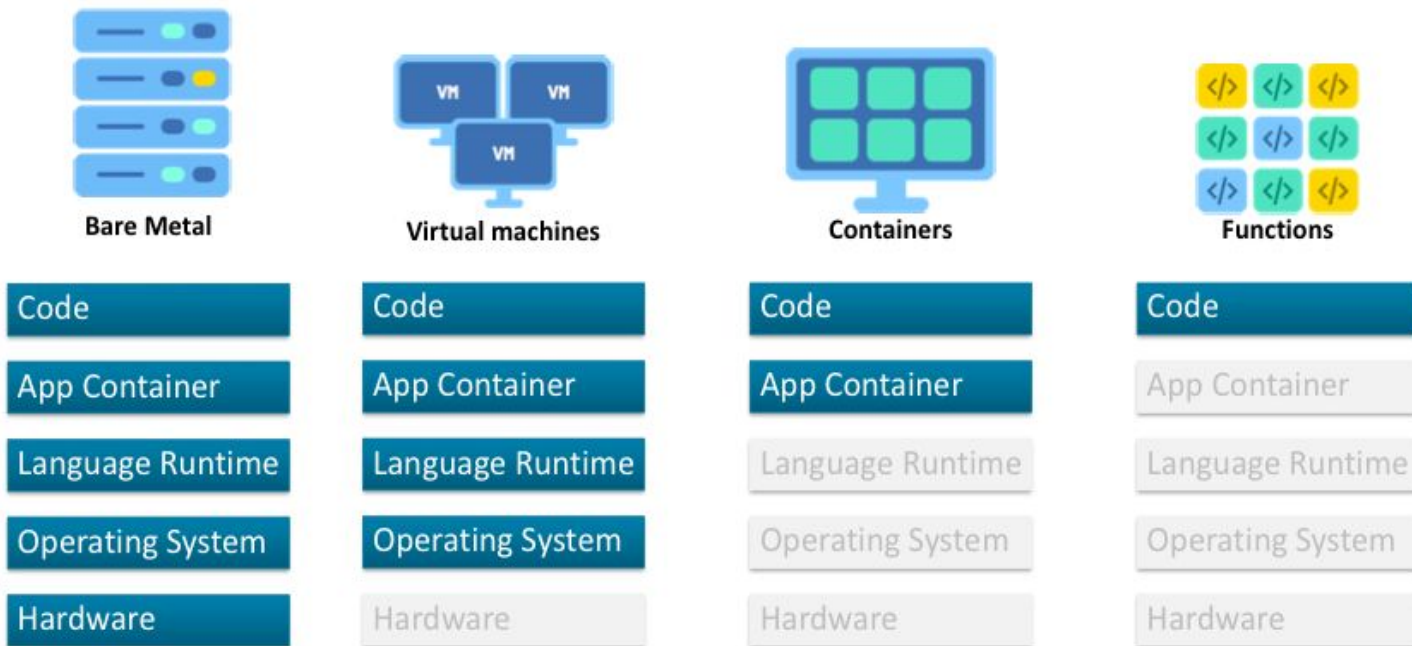 VM VM
VM
</> </> </>
</> </> </>
</> </> </>
Bare Metal
Virtual machines
Containers
Functions
Code
App Container
Language Runtime
Operating System
Hardware
Code
App Container
Language Runtime
Operating System
Hardware
Code
App Container
Language Runtime
Operating System
Hardware
Code
App Container
Language Runtime
Operating System
Hardware